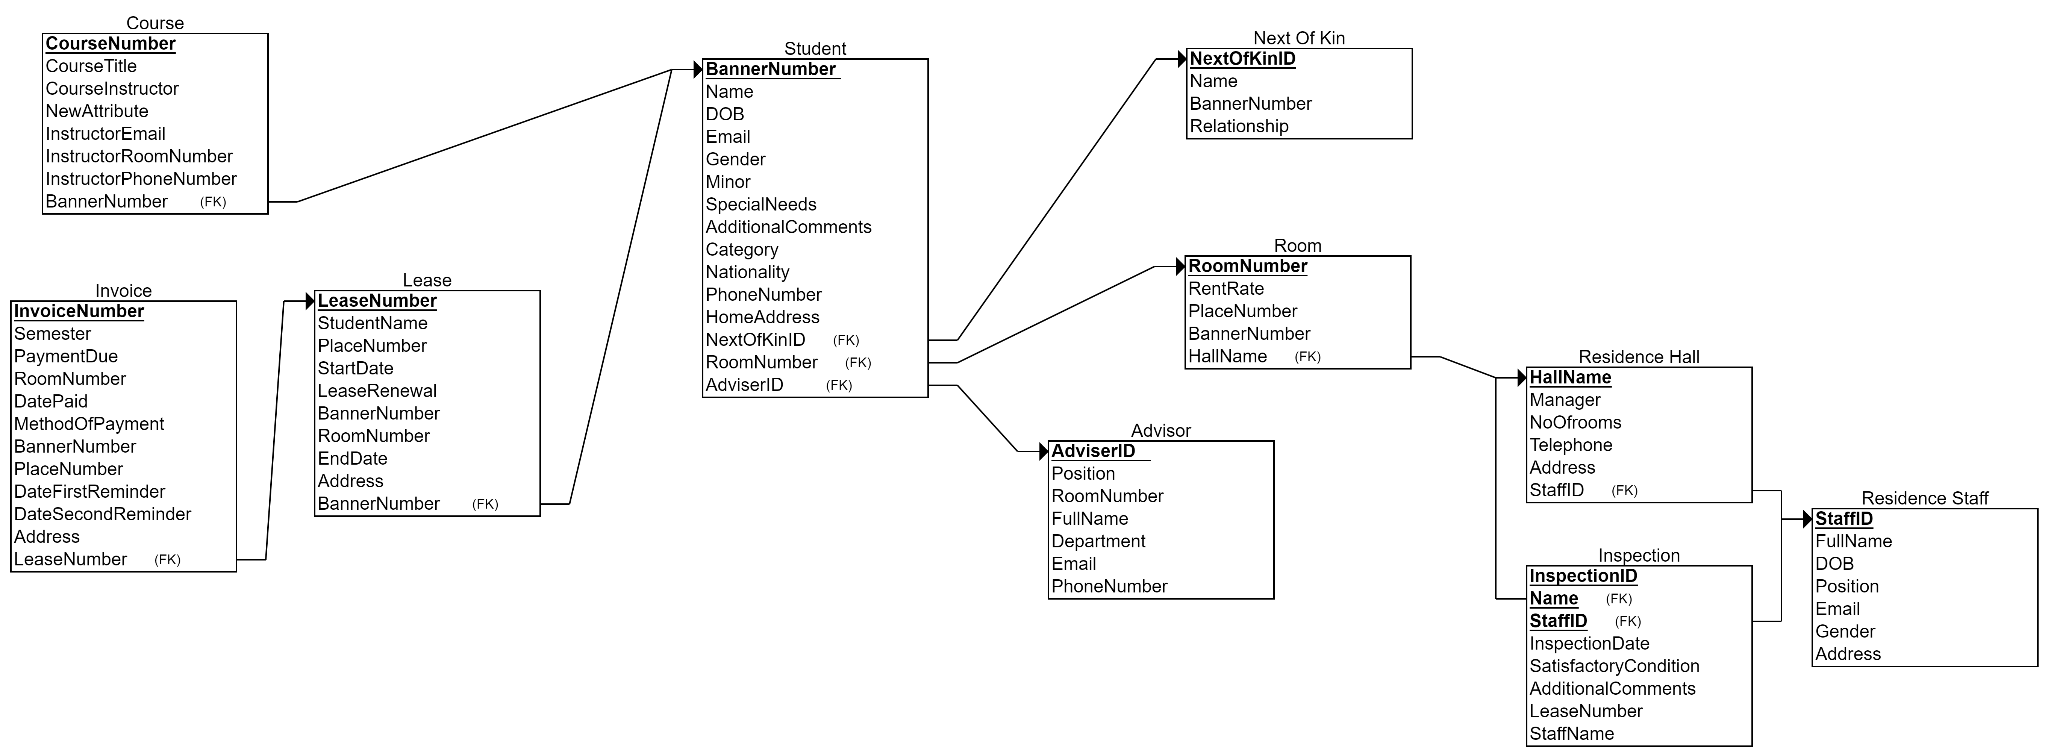 Course
CourseNumber
CourseTitle
CourseInstructor
NewAttribute
InstructorEmail
InstructorRoomNumber
InstructorPhoneNumber
BannerNumber (FK)
Invoice
InvoiceNumber
Semester
PaymentDue
RoomNumber
DatePaid
MethodOfPayment
BannerNumber
PlaceNumber
DateFirstReminder
DateSecondReminder
Address
LeaseNumber (FK)
Lease
LeaseNumber
StudentName
PlaceNumber
StartDate
LeaseRenewal
BannerNumber
RoomNumber
EndDate
Address
BannerNumber (FK)
Student
BannerNumber
Name
DOB
Email
Gender
Minor
SpecialNeeds
AdditionalComments
Category
Nationality
PhoneNumber
HomeAddress
NextOfKinID (FK)
RoomNumber (FK)
AdviserID (FK)
Next Of Kin
NextOfKinID
Name
BannerNumber
Relationship
Room
RoomNumber
RentRate
PlaceNumber
BannerNumber
HallName (FK)
Advisor
AdviserID
Position
RoomNumber
FullName
Department
Email
PhoneNumber
Residence Hall
HallName
Manager
NoOfrooms
Telephone
Address
StaffID (FK)
Inspection
InspectionID
Name (FK)
StaffID (FK)
InspectionDate
SatisfactoryCondition
AdditionalComments
LeaseNumber
StaffName
Residence Staff
StaffID
FullName
DOB
Position
Email
Gender
Address